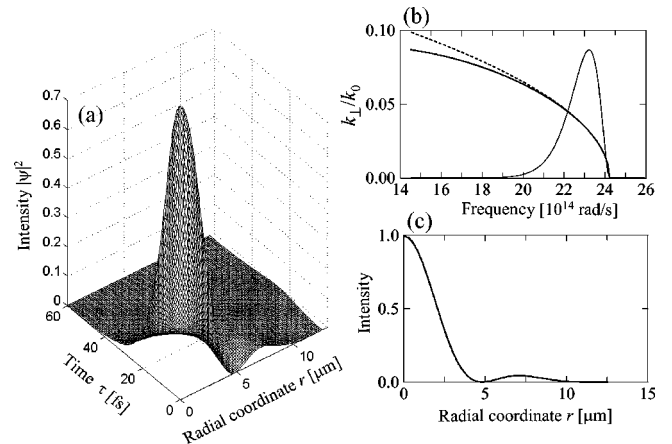 (a)
Intensity |ψ|²
0.7
0.6
0.5
0.4
0.3
0.2
0.1
0
60
40
20
0
Time τ [fs]
0
5
10
Radial coordinate r [μm]
(b)
k⊥/k0
0.10
0.05
0.00
14 16 18 20 22 24 26
Frequency [10¹⁴ rad/s]
(c)
Intensity
1.0
0.5
0.0
0 5 10 15
Radial coordinate r [μm]